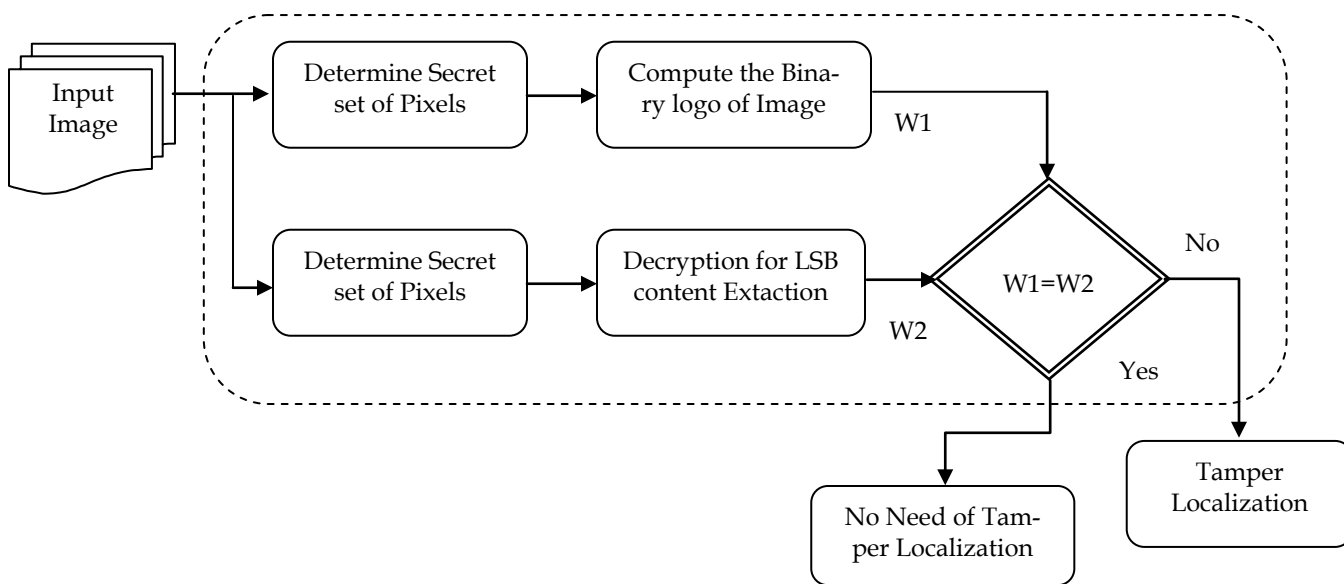 Input
Image
Determine Secret
set of Pixels
Compute the Bina-
ry logo of Image
W1
Determine Secret
set of Pixels
Decryption for LSB
content Extaction
W2
W1=W2
No
Yes
Tamper
Localization
No Need of Tam-
per Localization